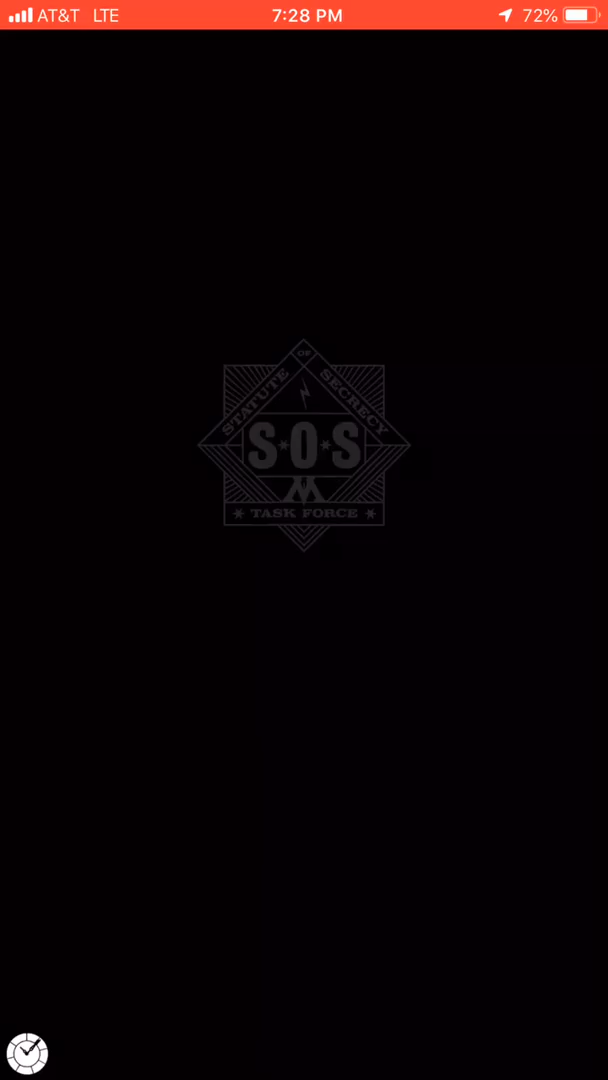 AT&T LTE 7:28 PM 72%
OF
STATUTE SECRECY
S*O*S
M
* TASK FORCE *